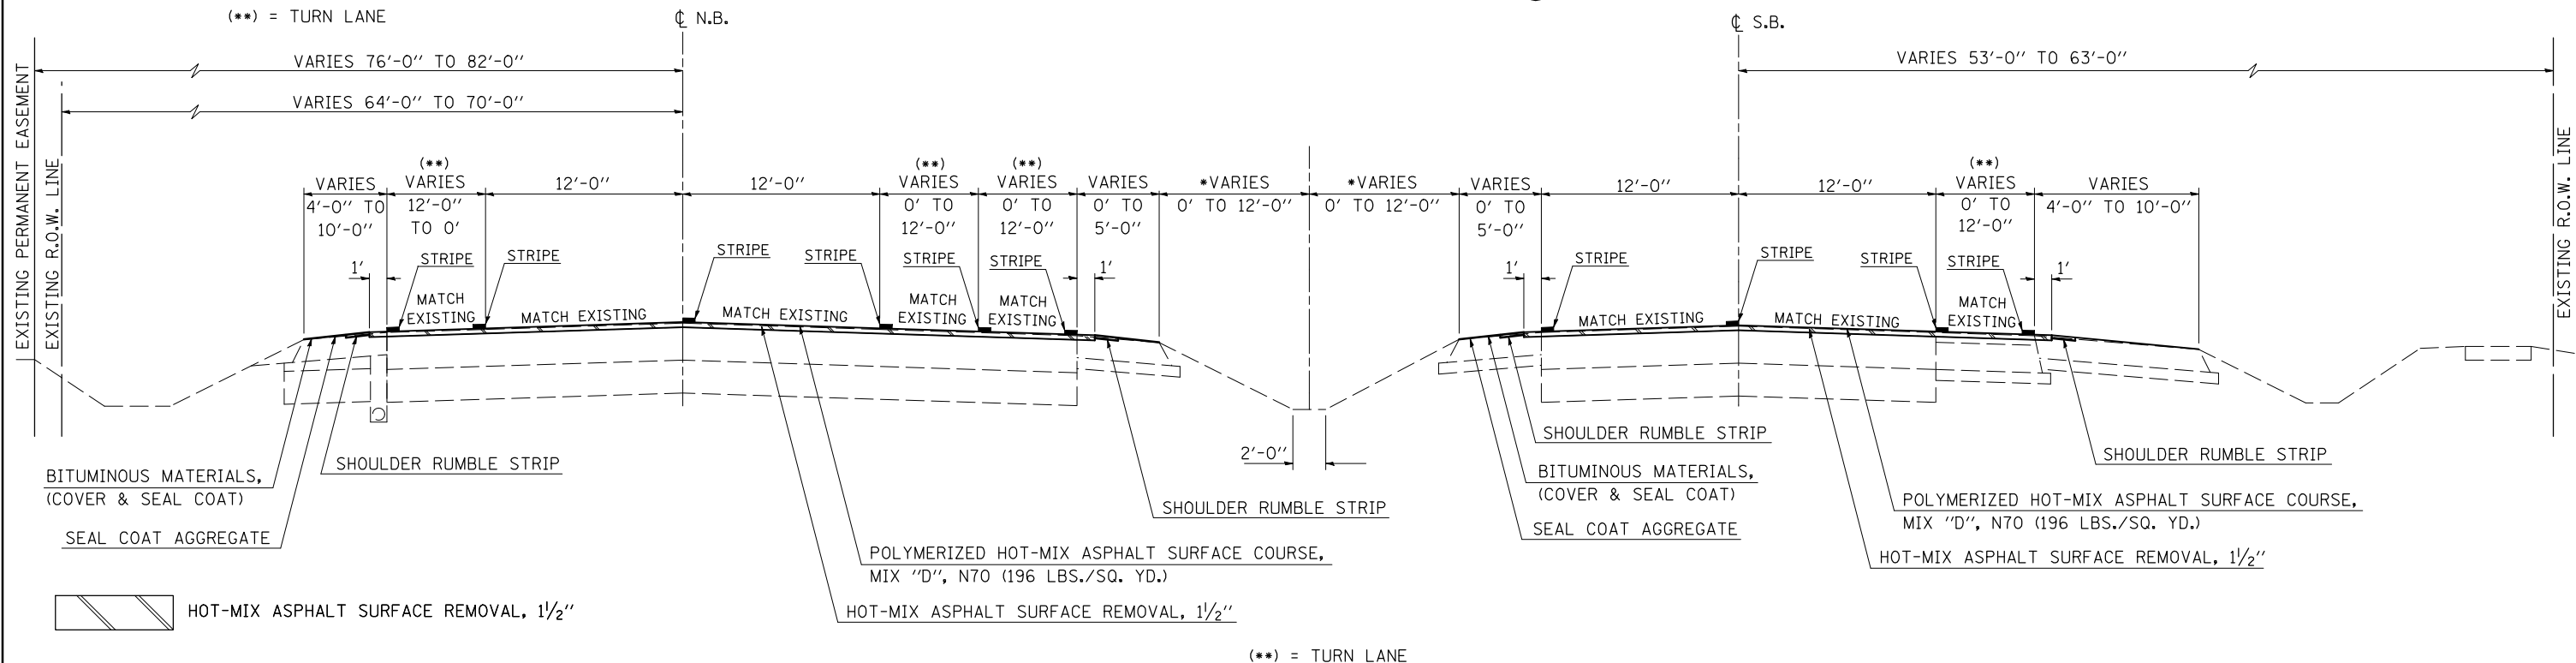 (**) = TURN LANE
℄ N.B.
℄ S.B.
VARIES 76'-0" TO 82'-0"
VARIES 53'-0" TO 63'-0"
VARIES 64'-0" TO 70'-0"
EXISTING PERMANENT EASEMENT
EXISTING R.O.W. LINE
EXISTING R.O.W. LINE
VARIES
4'-0" TO
10'-0"
(**)
VARIES
12'-0"
TO 0'
12'-0"
12'-0"
(**)
VARIES
0' TO
12'-0"
(**)
VARIES
0' TO
12'-0"
VARIES
0' TO
5'-0"
*VARIES
0' TO 12'-0"
*VARIES
0' TO 12'-0"
VARIES
0' TO
5'-0"
12'-0"
12'-0"
(**)
VARIES
0' TO
12'-0"
VARIES
4'-0" TO 10'-0"
1'
STRIPE
STRIPE
STRIPE
STRIPE
STRIPE
STRIPE
1'
1'
STRIPE
STRIPE
STRIPE
STRIPE
1'
MATCH
EXISTING
MATCH EXISTING
MATCH EXISTING
MATCH
EXISTING
MATCH
EXISTING
MATCH EXISTING
MATCH EXISTING
MATCH
EXISTING
2'-0"
BITUMINOUS MATERIALS,
(COVER & SEAL COAT)
SHOULDER RUMBLE STRIP
SEAL COAT AGGREGATE
SHOULDER RUMBLE STRIP
POLYMERIZED HOT-MIX ASPHALT SURFACE COURSE,
MIX "D", N70 (196 LBS./SQ. YD.)
HOT-MIX ASPHALT SURFACE REMOVAL, 1½"
SHOULDER RUMBLE STRIP
BITUMINOUS MATERIALS,
(COVER & SEAL COAT)
SEAL COAT AGGREGATE
SHOULDER RUMBLE STRIP
POLYMERIZED HOT-MIX ASPHALT SURFACE COURSE,
MIX "D", N70 (196 LBS./SQ. YD.)
HOT-MIX ASPHALT SURFACE REMOVAL, 1½"
HOT-MIX ASPHALT SURFACE REMOVAL, 1½"
(**) = TURN LANE